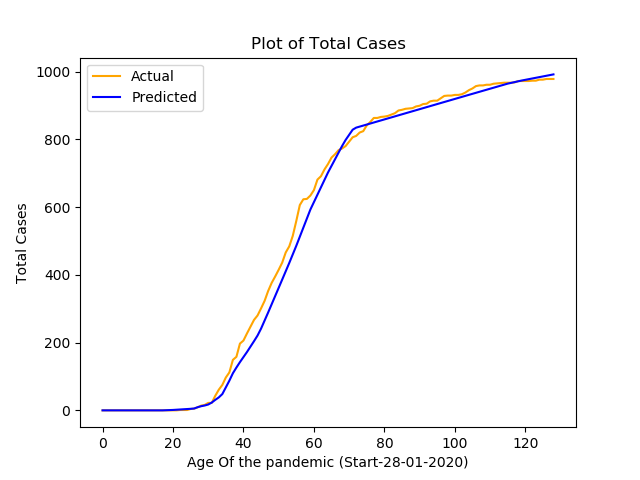 Plot of Total Cases
Actual
Predicted
1000
800
600
400
200
0
Total Cases
0 20 40 60 80 100 120
Age Of the pandemic (Start-28-01-2020)